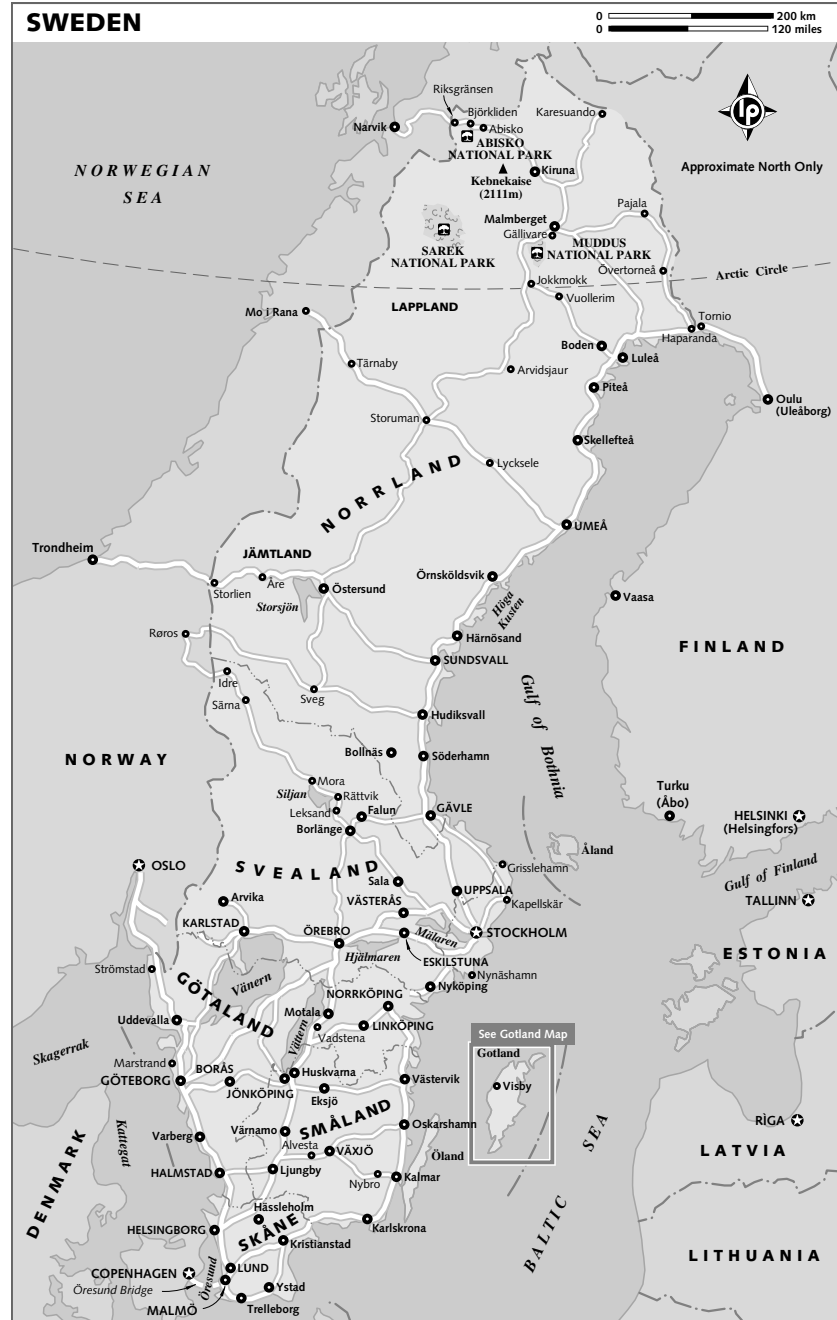 SWEDEN
0 200 km
0 120 miles
lp
Approximate North Only
Riksgränsen
Björkliden
Karesuando
Narvik
Abisko
ABISKO
NATIONAL PARK
Kebnekaise
(2111m)
Kiruna
NORWEGIAN
SEA
Pajala
Malmberget
Gällivare
SAREK
NATIONAL PARK
MUDDUS
NATIONAL PARK
Övertorneå
Arctic Circle
Jokkmokk
Vuollerim
LAPPLAND
Mo i Rana
Tornio
Haparanda
Boden
Luleå
Tärnaby
Arvidsjaur
Piteå
Oulu
(Uleåborg)
Storuman
Skellefteå
Lycksele
NORRLAND
UMEÅ
Trondheim
JÄMTLAND
Storlien
Åre
Östersund
Storsjön
Örnsköldsvik
Höga
Kusten
Vaasa
Røros
Härnösand
FINLAND
SUNDSVALL
Idre
Särna
Sveg
Hudiksvall
Gulf of Bothnia
NORWAY
Bollnäs
Söderhamn
Mora
Siljan
Rättvik
Leksand
Falun
Borlänge
GÄVLE
Turku
(Åbo)
HELSINKI
(Helsingfors)
Åland
OSLO
SVEALAND
Grisslehamn
Gulf of Finland
Sala
UPPSALA
Arvika
VÄSTERÅS
Kapellskär
TALLINN
KARLSTAD
ÖREBRO
Mälaren
STOCKHOLM
Hjälmaren
ESKILSTUNA
ESTONIA
Strömstad
Vänern
Nynäshamn
GÖTALAND
NORRKÖPING
Nyköping
Uddevalla
Motala
LINKÖPING
Vadstena
Vättern
See Gotland Map
Gotland
Visby
Skagerrak
Marstrand
GÖTEBORG
BORÅS
Huskvarna
JÖNKÖPING
Eksjö
Västervik
SMÅLAND
Kattegat
Varberg
Värnamo
Oskarshamn
RĪGA
Alvesta
VÄXJÖ
Öland
LATVIA
DENMARK
HALMSTAD
Ljungby
Nybro
Kalmar
BALTIC SEA
Hässleholm
HELSINGBORG
SKÅNE
Karlskrona
Kristianstad
LITHUANIA
COPENHAGEN
Öresund
LUND
Öresund Bridge
Ystad
MALMÖ
Trelleborg